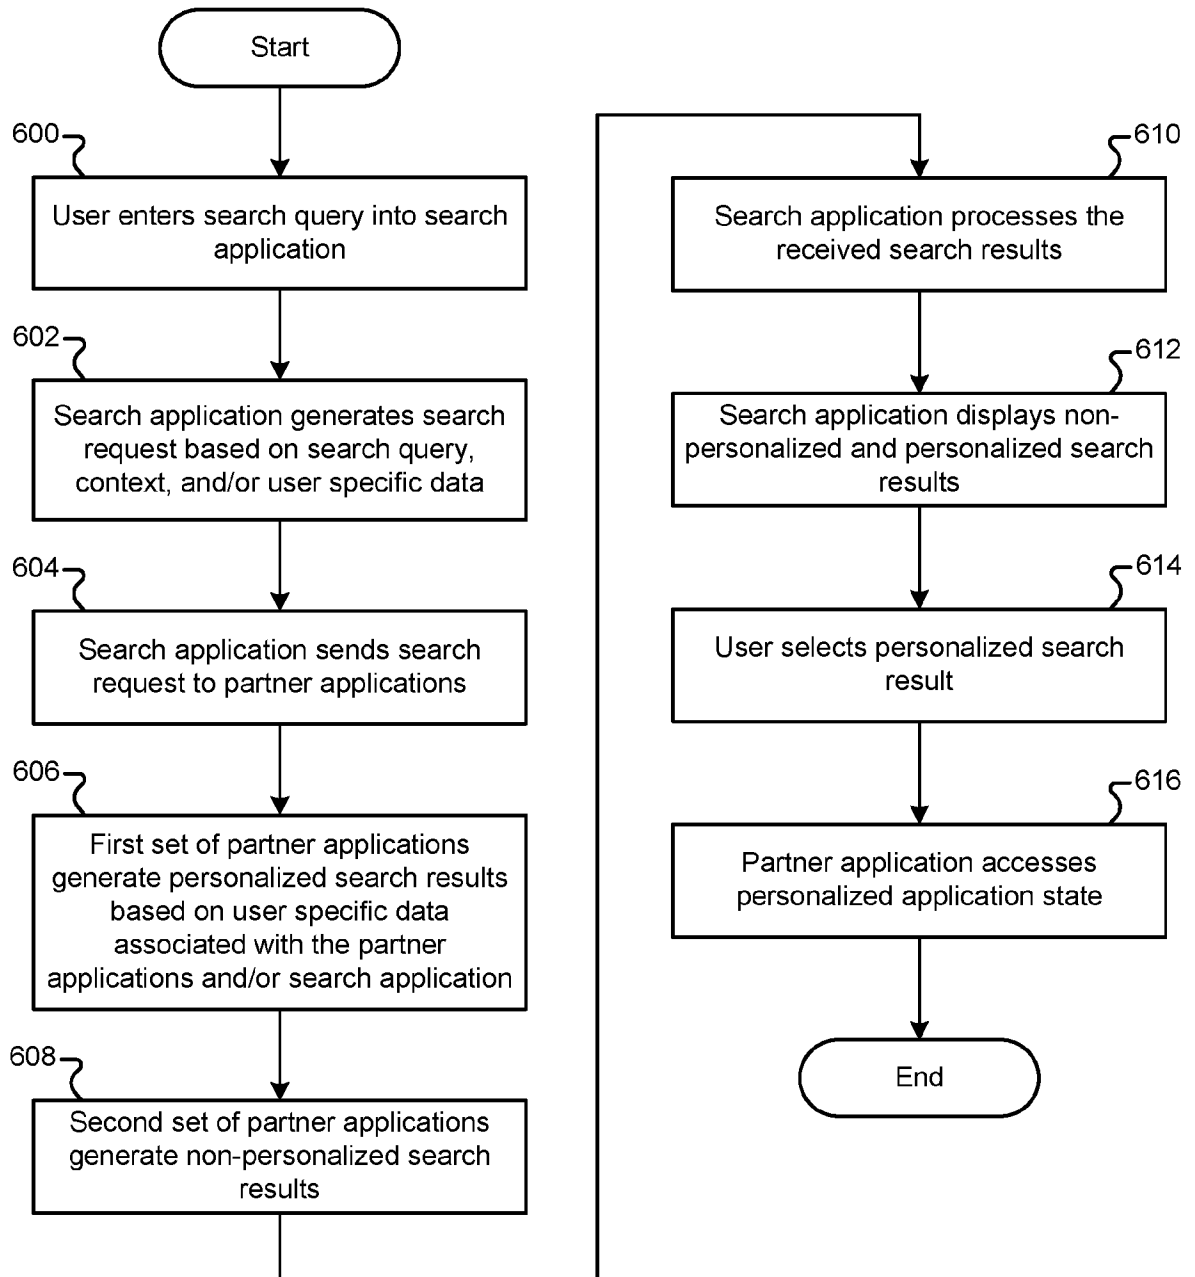 Start
600
User enters search query into search
application
602
Search application generates search
request based on search query,
context, and/or user specific data
604
Search application sends search
request to partner applications
606
First set of partner applications
generate personalized search results
based on user specific data
associated with the partner
applications and/or search application
608
Second set of partner applications
generate non-personalized search
results
610
Search application processes the
received search results
612
Search application displays non-
personalized and personalized search
results
614
User selects personalized search
result
616
Partner application accesses
personalized application state
End